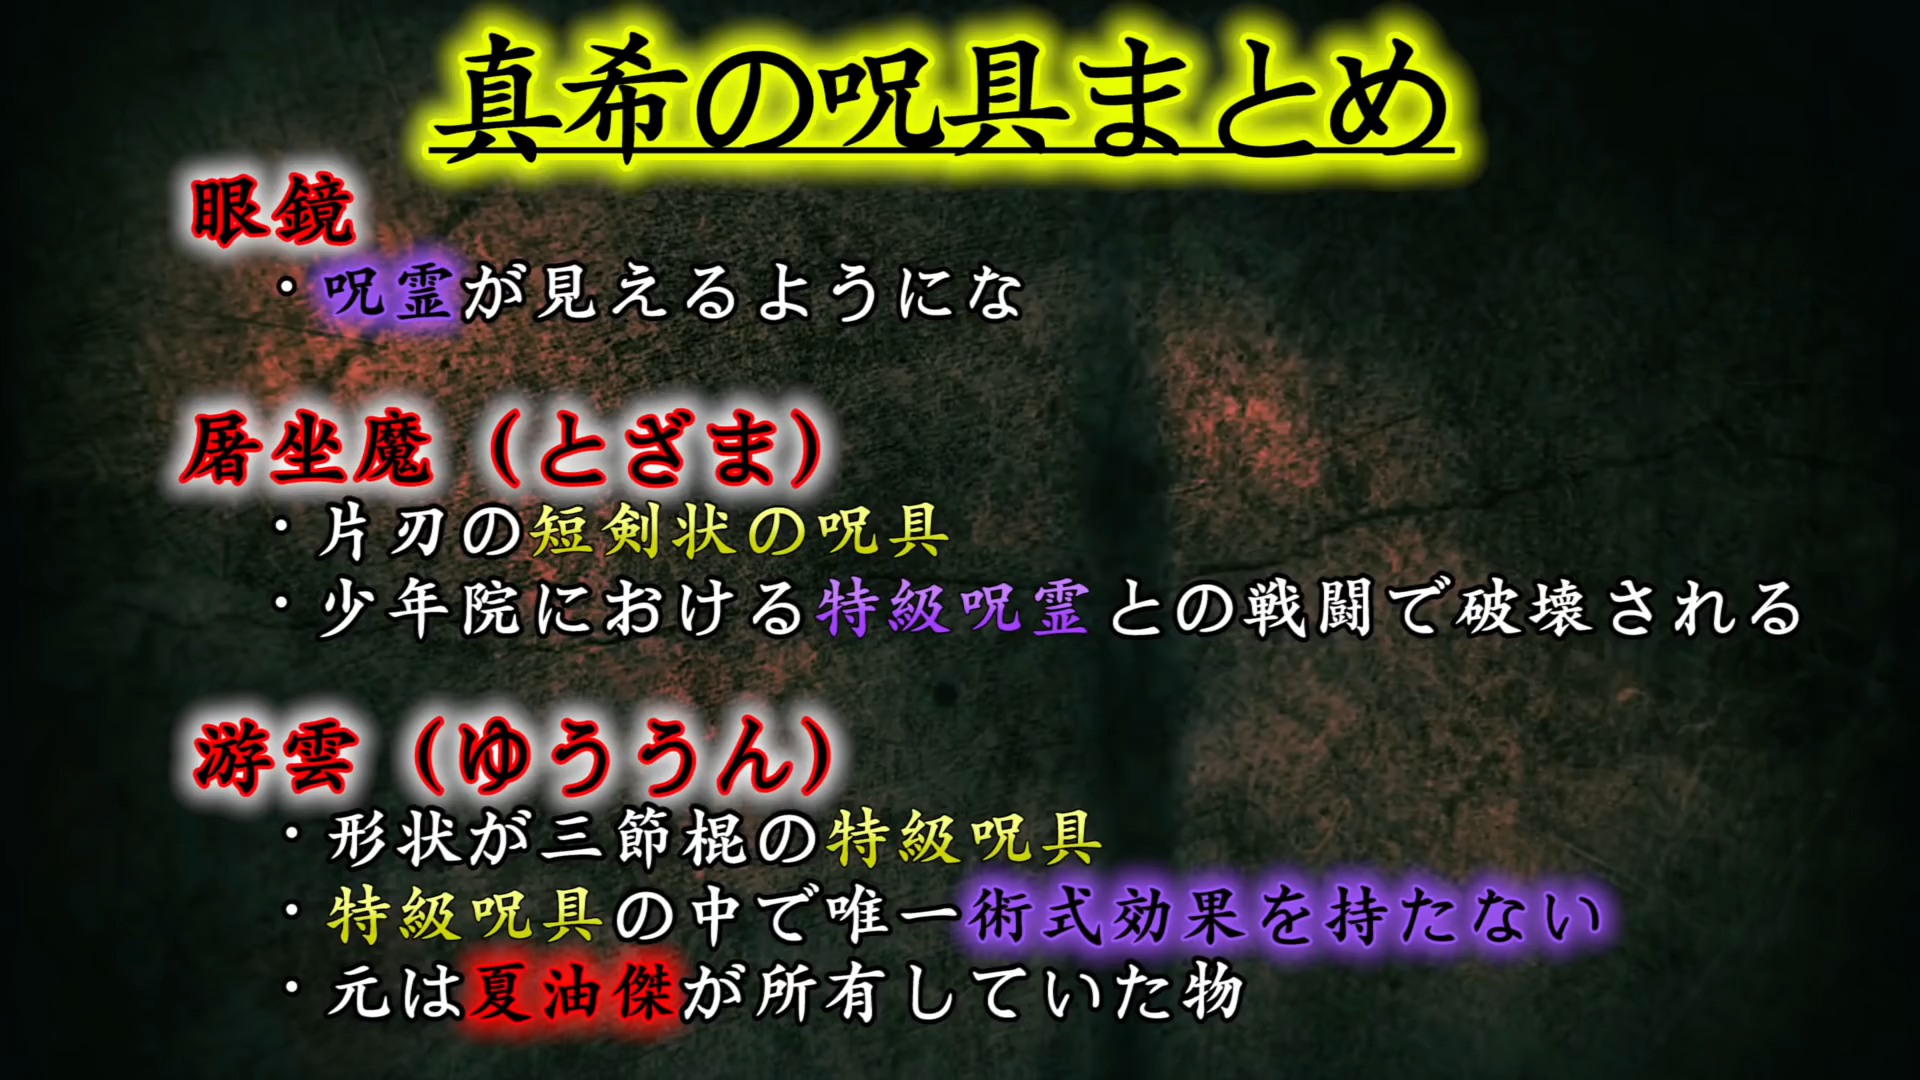 真希の呪具まとめ
眼鏡
・呪霊が見えるようにな
屠坐魔（とざま）
・片刃の短剣状の呪具
・少年院における特級呪霊との戦闘で破壊される
游雲（ゆううん）
・形状が三節棍の特級呪具
・特級呪具の中で唯一術式効果を持たない
・元は夏油傑が所有していた物